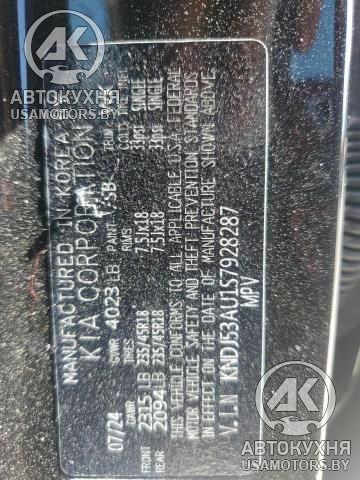 АВТОКУХНЯ
USAMOTORS.BY
MANUFACTURED IN KOREA
KIA CORPORATION
07/24 GVWR 4023 LB PAINT
GAWR TIRES RIMS COLD
FRONT 2315 LB 235/45R18 7.5Jx18 33PSI SINGLE
REAR 2094 LB 235/45R18 7.5Jx18 33PSI SINGLE
THIS VEHICLE CONFORMS TO ALL APPLICABLE U.S.A FEDERAL
MOTOR VEHICLE SAFETY AND THEFT PREVENTION
STANDARDS IN EFFECT ON THE DATE OF MANUFACTURE SHOWN ABOVE.
V.I.N KNDJ53AU1S7928287
MPV
АВТОКУХНЯ
USAMOTORS.BY